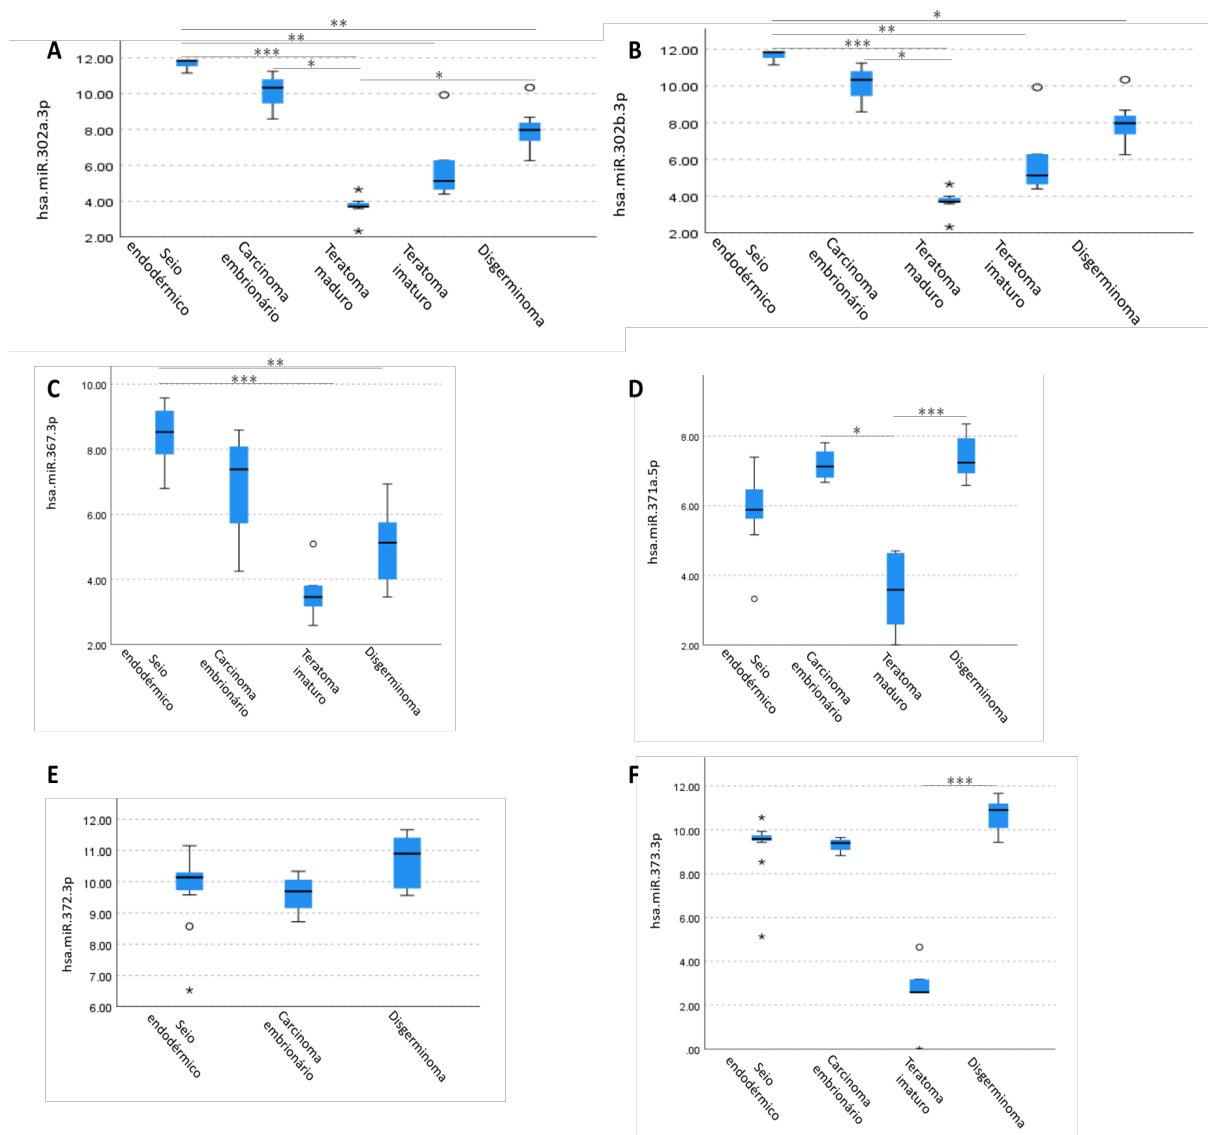 A
**
**
***
*
*
hsa.miR.302a.3p
12.00
10.00
8.00
6.00
4.00
2.00
Seio
endodérmico
Carcinoma
embrionário
Teratoma
maduro
Teratoma
imaturo
Disgerminoma
B
*
**
***
*
hsa.miR.302b.3p
12.00
10.00
8.00
6.00
4.00
2.00
Seio
endodérmico
Carcinoma
embrionário
Teratoma
maduro
Teratoma
imaturo
Disgerminoma
C
**
***
hsa.miR.367.3p
10.00
8.00
6.00
4.00
2.00
Seio
endodérmico
Carcinoma
embrionário
Teratoma
imaturo
Disgerminoma
D
***
*
hsa.miR.371a.5p
8.00
6.00
4.00
2.00
Seio
endodérmico
Carcinoma
embrionário
Teratoma
maduro
Disgerminoma
E
hsa.miR.372.3p
12.00
11.00
10.00
9.00
8.00
7.00
6.00
Seio
endodérmico
Carcinoma
embrionário
Disgerminoma
F
***
hsa.miR.373.3p
12.00
10.00
8.00
6.00
4.00
2.00
.00
Seio
endodérmico
Carcinoma
embrionário
Teratoma
imaturo
Disgerminoma